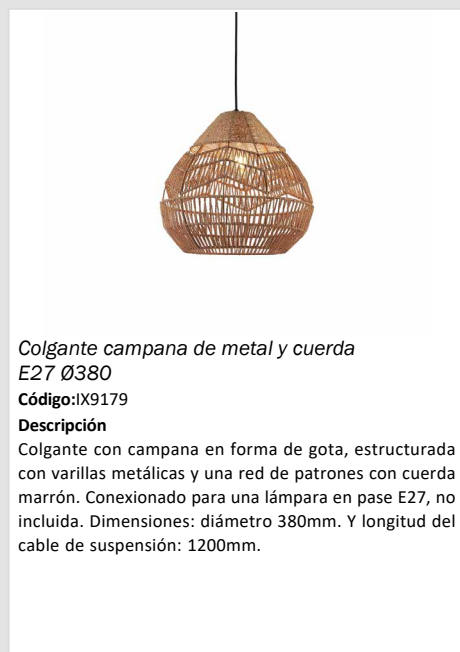 Colgante campana de metal y cuerda
E27 Ø380
Código:IX9179
Descripción
Colgante con campana en forma de gota, estructurada
con varillas metálicas y una red de patrones con cuerda
marrón. Conexionado para una lámpara en pase E27, no
incluida. Dimensiones: diámetro 380mm. Y longitud del
cable de suspensión: 1200mm.